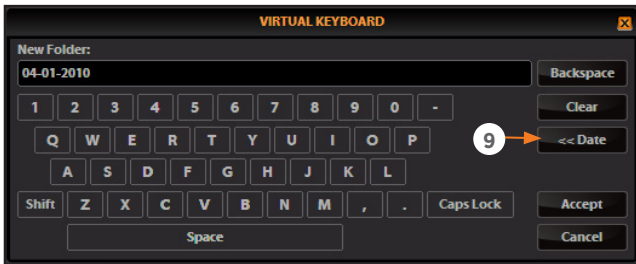 VIRTUAL KEYBOARD
New Folder:
04-01-2010 Backspace
1 2 3 4 5 6 7 8 9 0 - Clear
Q W E R T Y U I O P 9 << Date
A S D F G H J K L
Shift Z X C V B N M , . Caps Lock Accept
Space Cancel